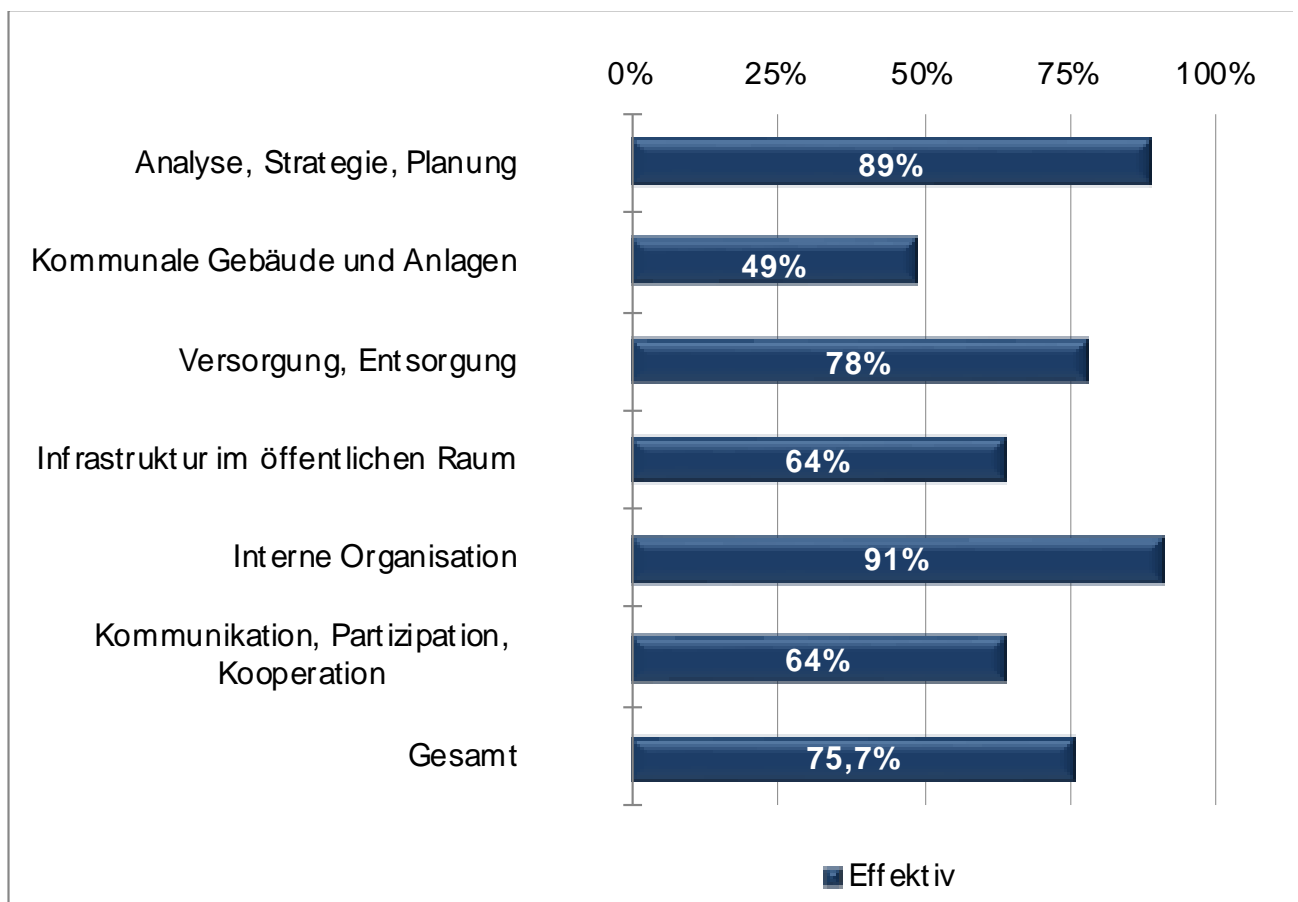 0% 25% 50% 75% 100%
Analyse, Strategie, Planung 89%
Kommunale Gebäude und Anlagen 49%
Versorgung, Entsorgung 78%
Infrastruktur im öffentlichen Raum 64%
Interne Organisation 91%
Kommunikation, Partizipation,
Kooperation 64%
Gesamt 75,7%
Effektiv